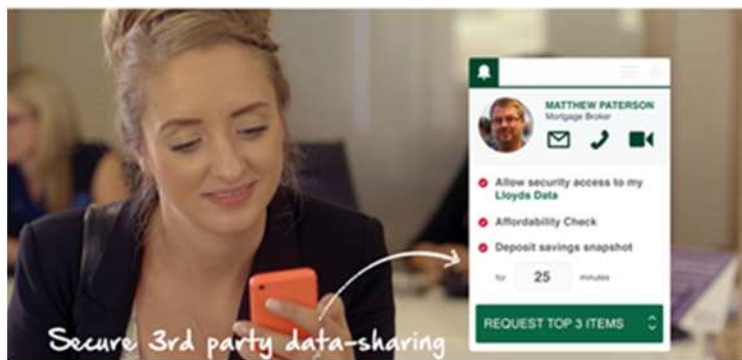 MATTHEW PATERSON
Mortgage Broker
Allow security access to my
Lloyds Data
Affordability Check
Deposit savings snapshot
for 25 minutes
REQUEST TOP 3 ITEMS
Secure 3rd party data-sharing